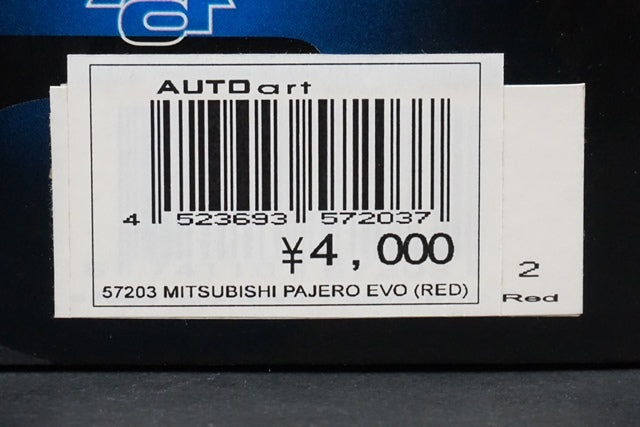 AUTOart
4 523693 572037
¥4,000
57203 MITSUBISHI PAJERO EVO (RED)
2
Red